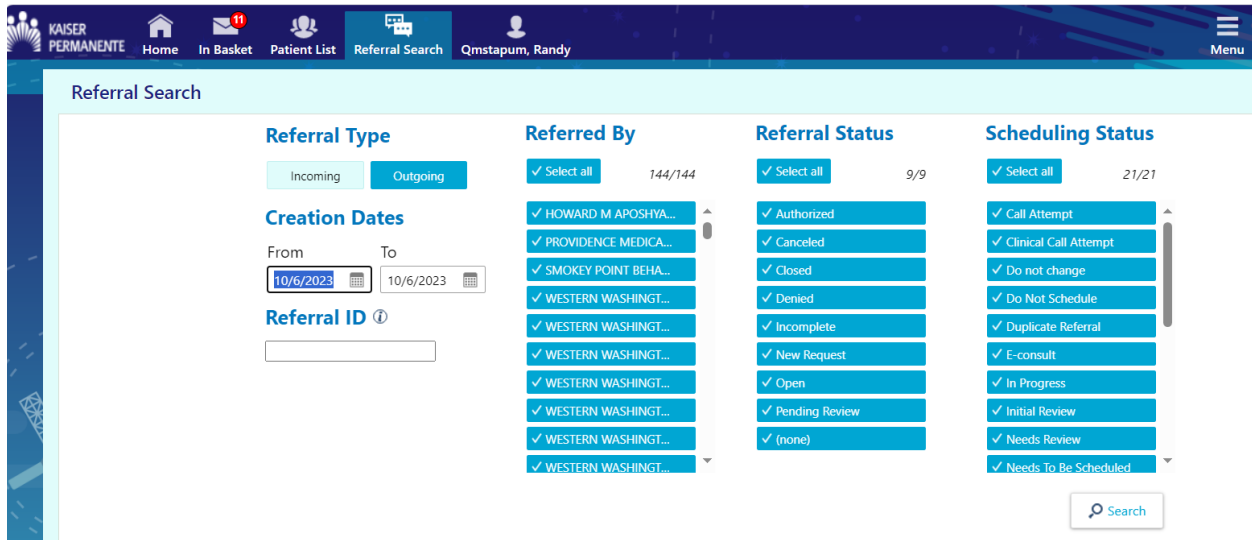 KAISER
PERMANENTE
Home
In Basket
11
Patient List
Referral Search
Qmstapum, Randy
Menu
Referral Search
Referral Type
Incoming
Outgoing
Creation Dates
From
To
10/6/2023
10/6/2023
Referral ID
Referred By
Select all
144/144
HOWARD M APOSHYA...
PROVIDENCE MEDICA...
SMOKEY POINT BEHA...
WESTERN WASHINGT...
WESTERN WASHINGT...
WESTERN WASHINGT...
WESTERN WASHINGT...
WESTERN WASHINGT...
WESTERN WASHINGT...
WESTERN WASHINGT...
Referral Status
Select all
9/9
Authorized
Canceled
Closed
Denied
Incomplete
New Request
Open
Pending Review
(none)
Scheduling Status
Select all
21/21
Call Attempt
Clinical Call Attempt
Do not change
Do Not Schedule
Duplicate Referral
E-consult
In Progress
Initial Review
Needs Review
Needs To Be Scheduled
Search